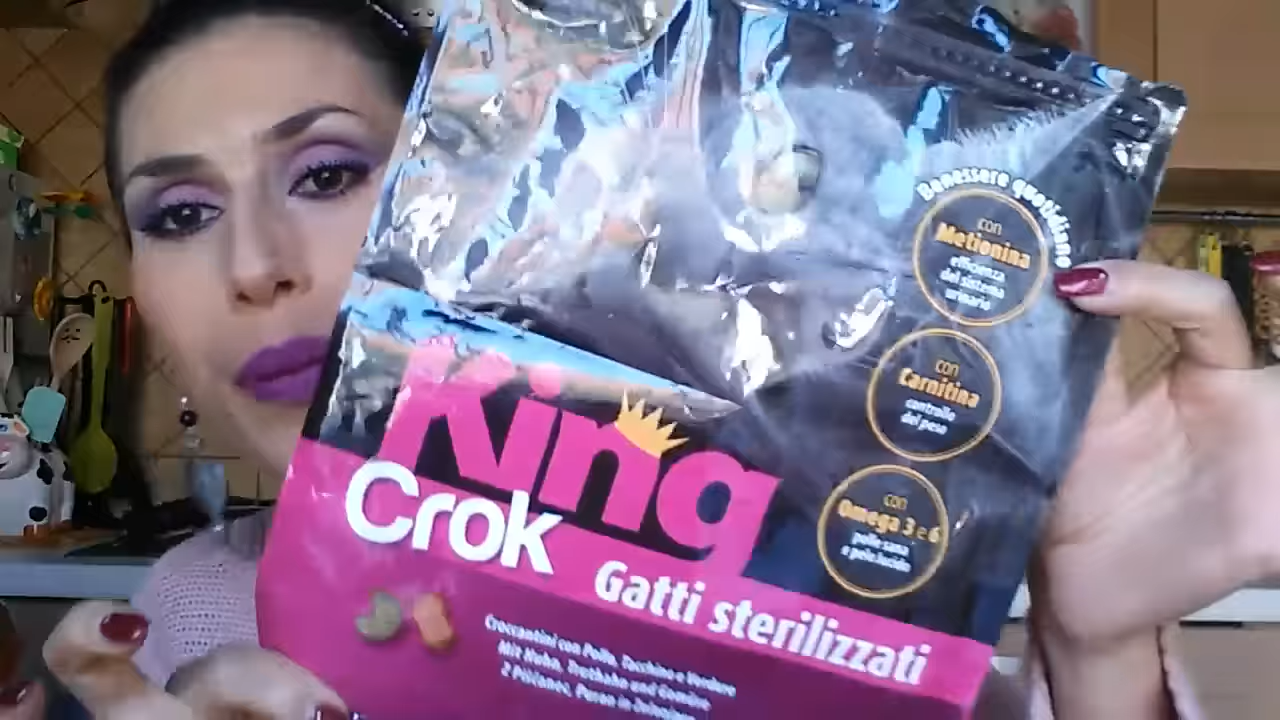 Benessere quotidiano
con
Metionina
efficienza
del sistema
urinario
con
Carnitina
controllo
del peso
con
Omega 3 e 6
pelle sana
e pelo lucido
King
Crok
Gatti sterilizzati
Croccantini con Pollo, Tacchino e Verdure
Mit Huhn, Truthahn und Gemüse